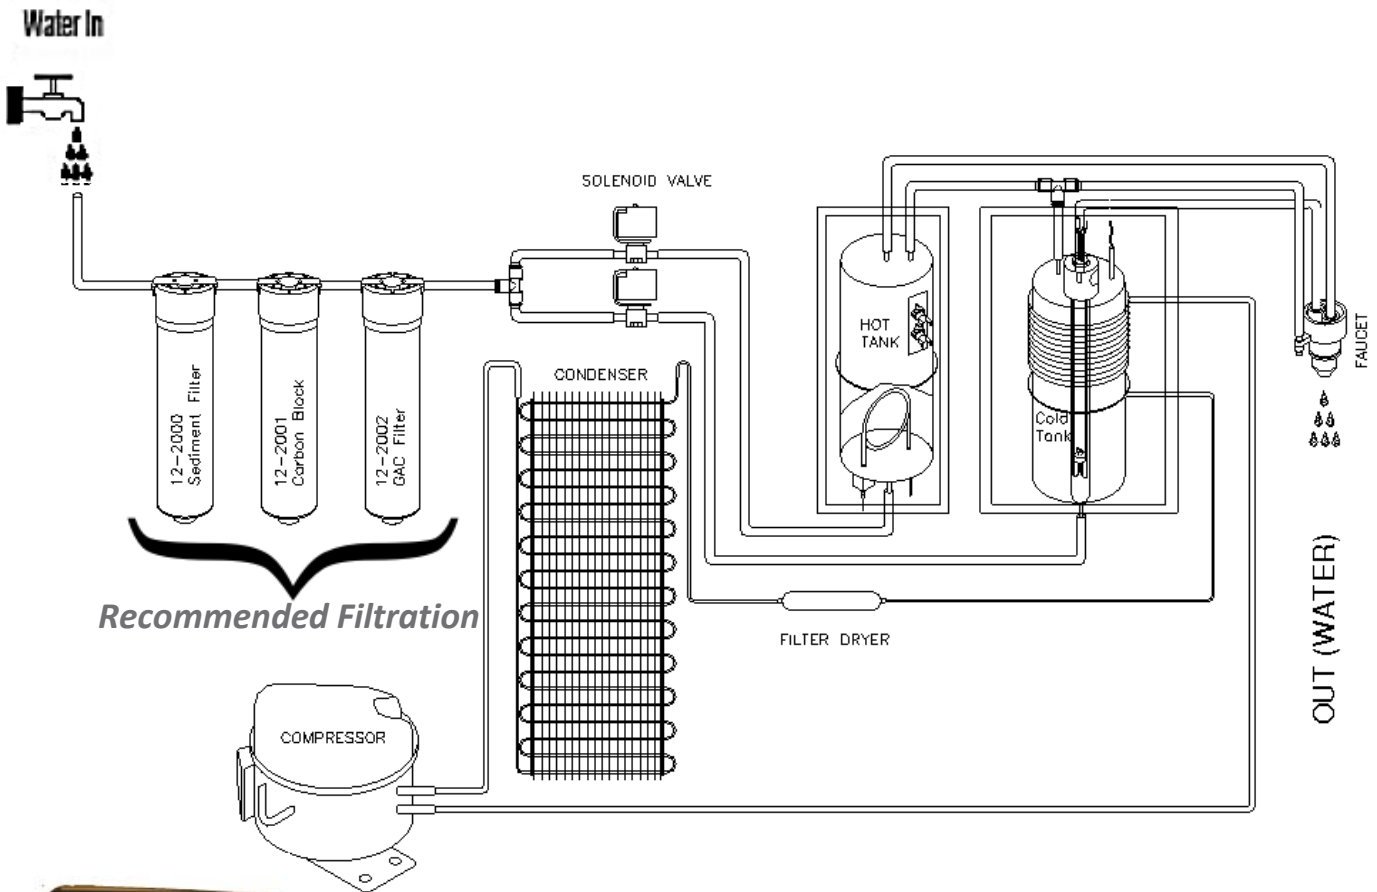 Water In
SOLENOID VALVE
12-2000
Sediment Filter
12-2001
Carbon Block
12-2002
GAC Filter
Recommended Filtration
CONDENSER
HOT
TANK
Cold
Tank
FAUCET
FILTER DRYER
COMPRESSOR
OUT (WATER)